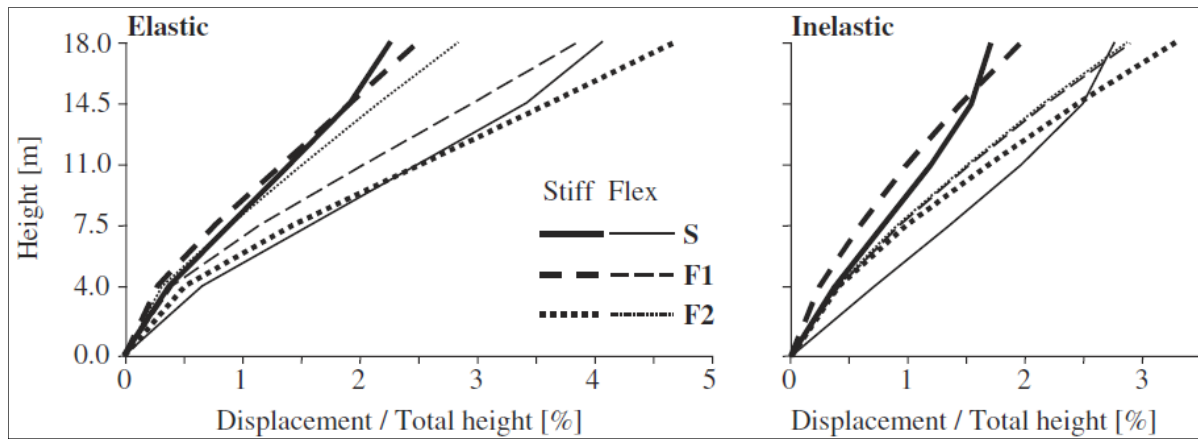 Elastic
18.0
14.5
11.0
7.5
4.0
0.0
Height [m]
0 1 2 3 4 5
Displacement / Total height [%]
Stiff Flex
S
F1
F2
Inelastic
0 1 2 3
Displacement / Total height [%]